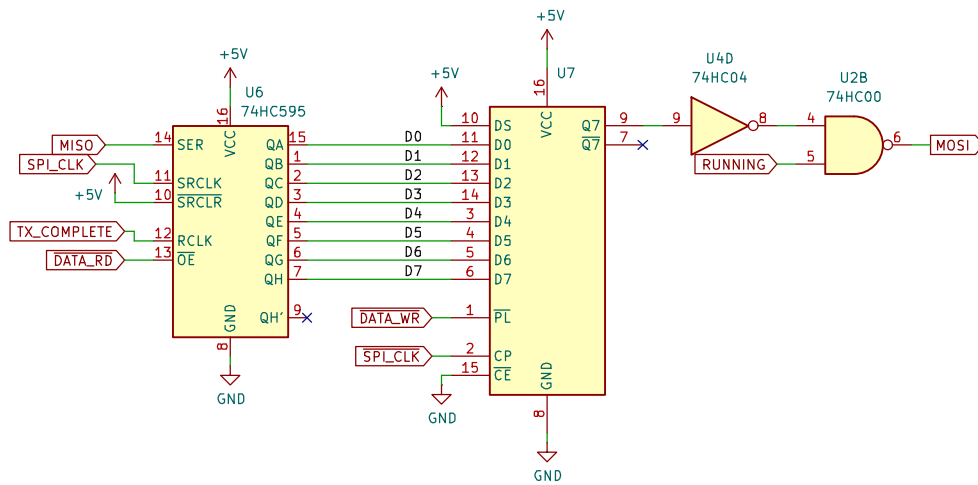 +5V
U6
74HC595
16
VCC
MISO
14
SER
SPI_CLK
11
SRCLK
+5V
10
SRCLR
TX_COMPLETE
12
RCLK
DATA_RD
13
OE
QA
15
D0
QB
1
D1
QC
2
D2
QD
3
D3
QE
4
D4
QF
5
D5
QG
6
D6
QH
7
D7
QH'
9
GND
8
GND
+5V
+5V
U7
16
VCC
10
DS
11
D0
12
D1
13
D2
14
D3
3
D4
4
D5
5
D6
6
D7
DATA_WR
1
PL
SPI_CLK
2
CP
15
CE
GND
GND
8
GND
Q7
9
Q7
7
U4D
74HC04
9
8
U2B
74HC00
4
RUNNING
5
6
MOSI